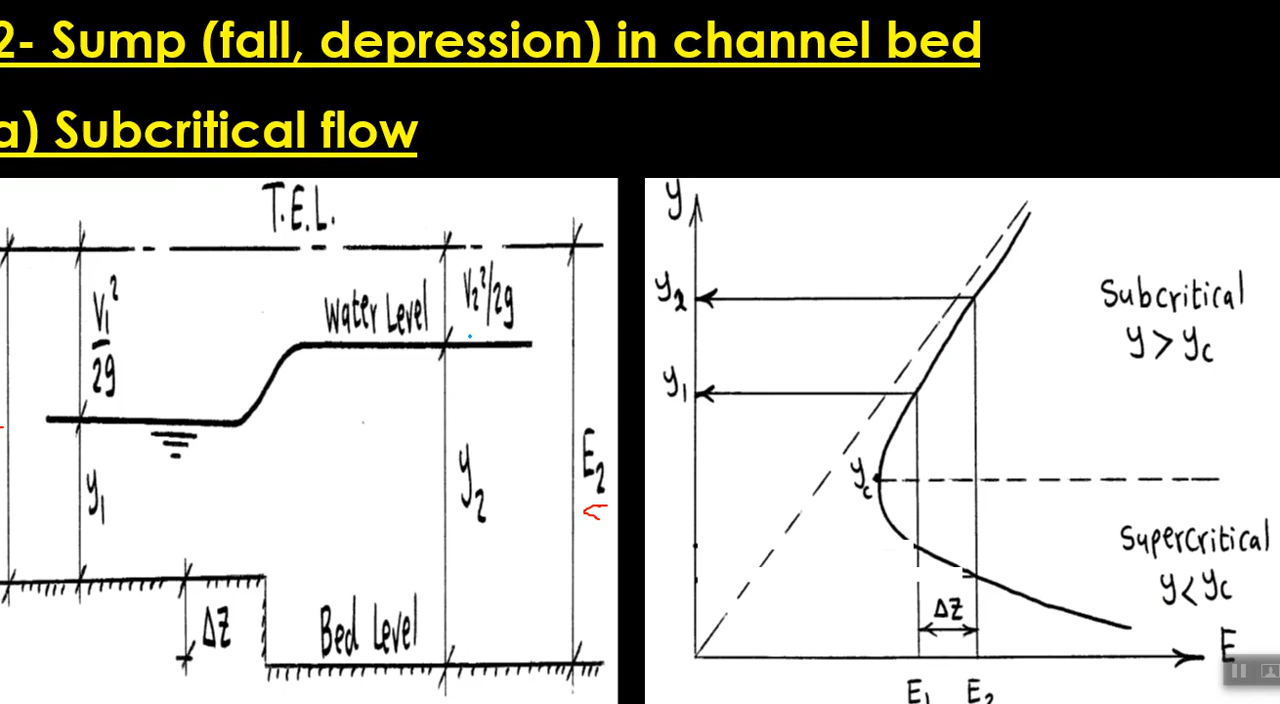 2- Sump (fall, depression) in channel bed
a) Subcritical flow
T.E.L.
V₁²
2g
Water Level
V₂²/2g
y₁
y₂
E₂
ΔZ
Bed Level
y
y₂
Subcritical
y > yc
y₁
yc
Supercritical
y < yc
ΔZ
E
E₁ E₂